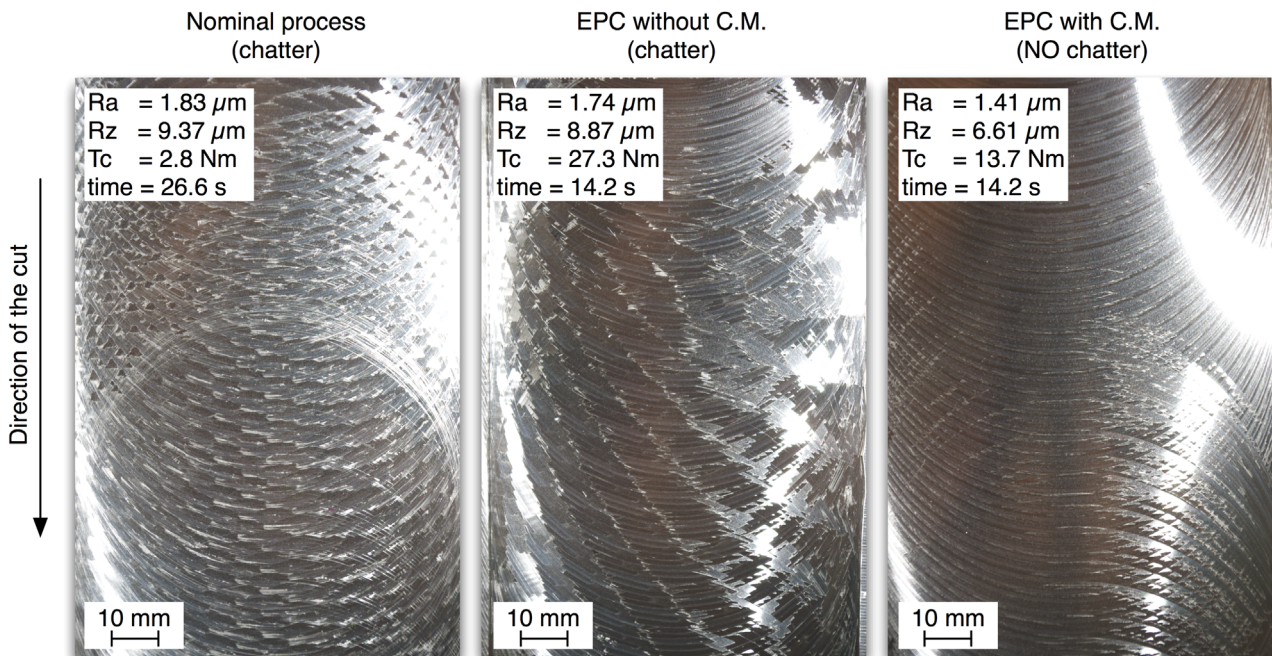 Nominal process
(chatter)
EPC without C.M.
(chatter)
EPC with C.M.
(NO chatter)
Direction of the cut
Ra = 1.83 µm
Rz = 9.37 µm
Tc = 2.8 Nm
time = 26.6 s
10 mm
Ra = 1.74 µm
Rz = 8.87 µm
Tc = 27.3 Nm
time = 14.2 s
10 mm
Ra = 1.41 µm
Rz = 6.61 µm
Tc = 13.7 Nm
time = 14.2 s
10 mm